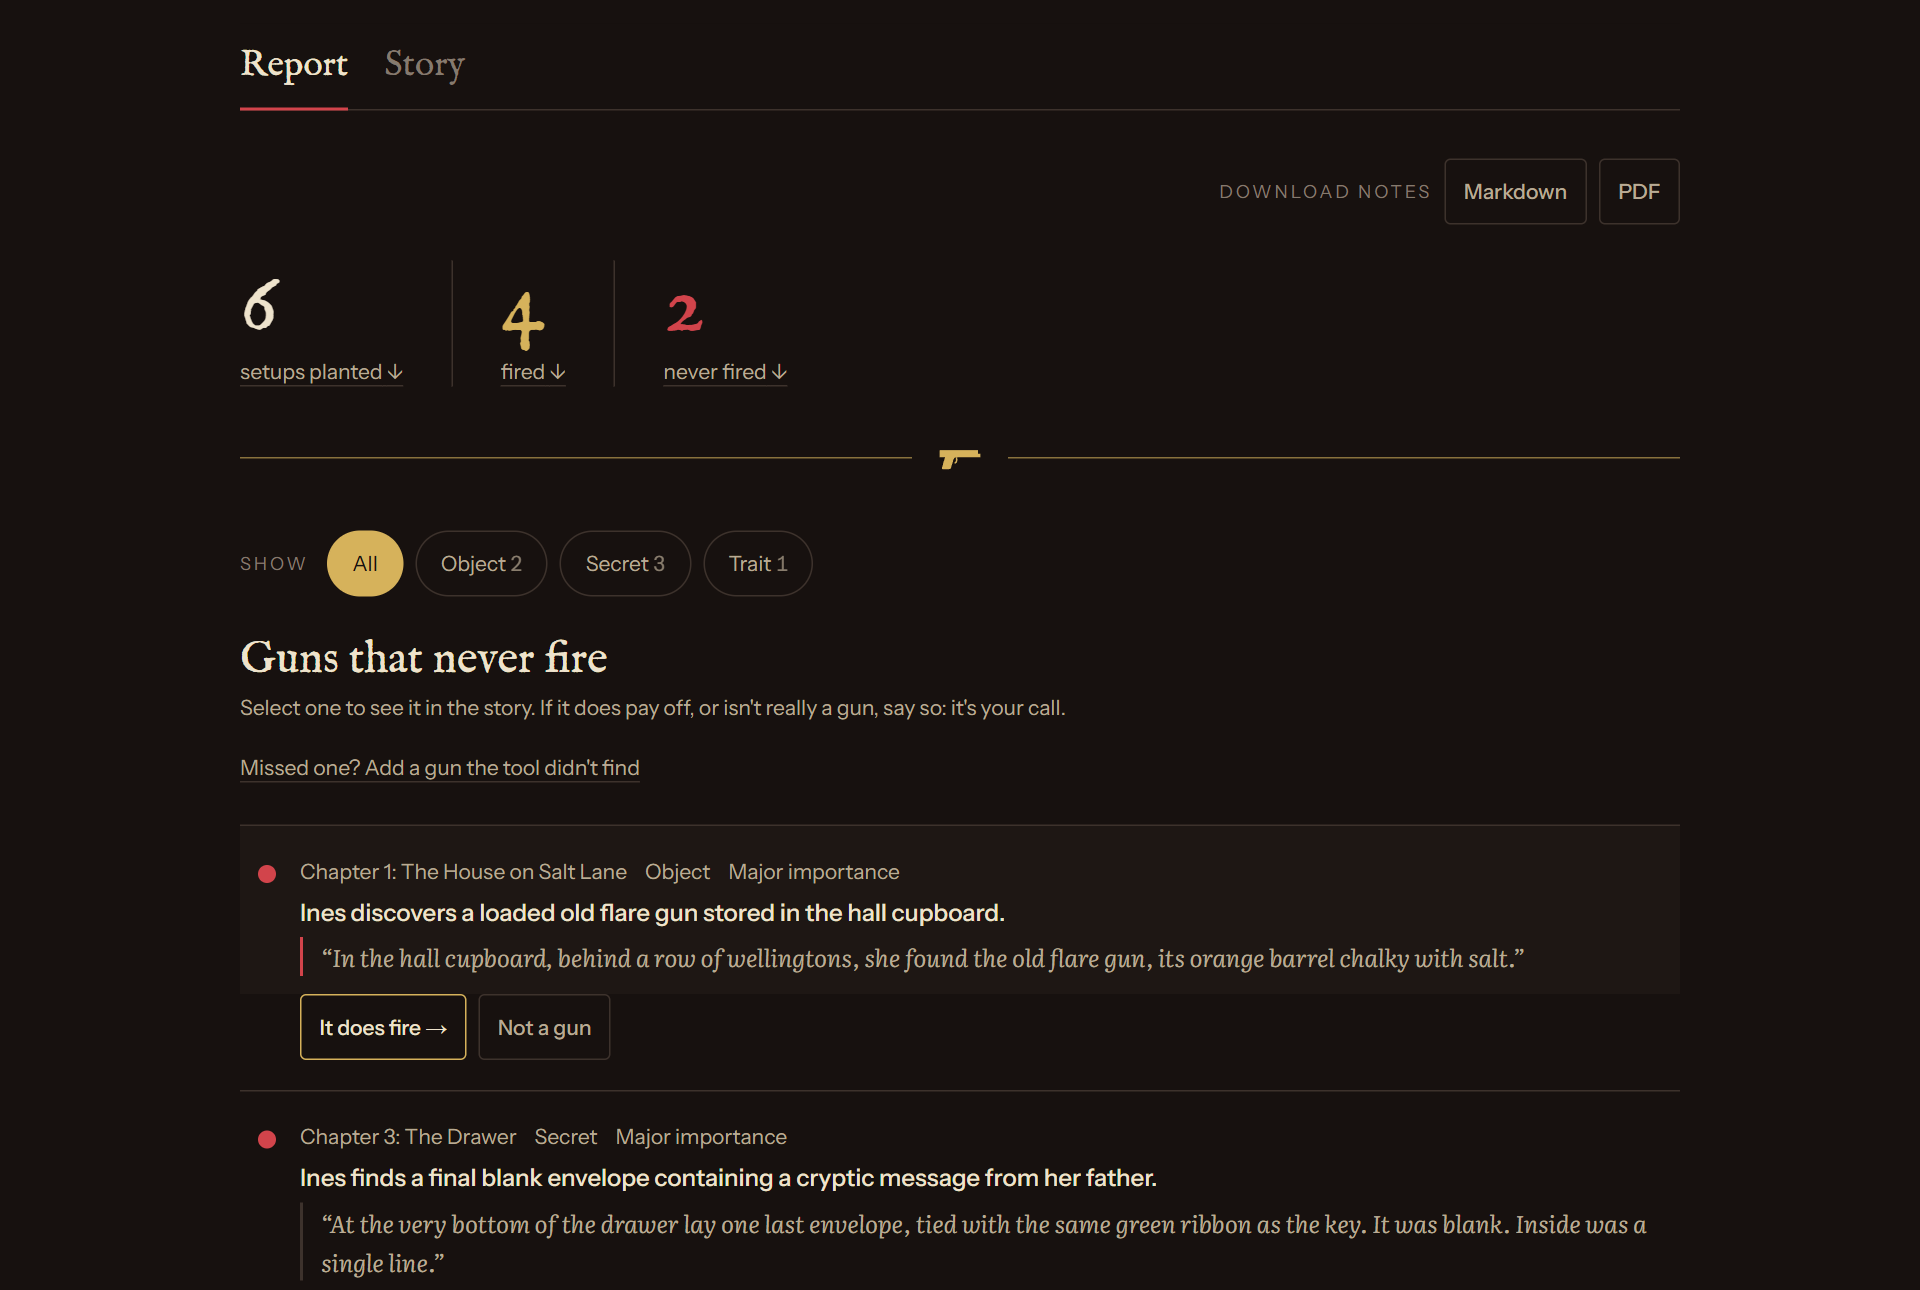 Report Story
DOWNLOAD NOTES Markdown PDF
6 4 2
setups planted ↓ fired ↓ never fired ↓
SHOW All Object 2 Secret 3 Trait 1
Guns that never fire
Select one to see it in the story. If it does pay off, or isn't really a gun, say so: it's your call.
Missed one? Add a gun the tool didn't find
Chapter 1: The House on Salt Lane Object Major importance
Ines discovers a loaded old flare gun stored in the hall cupboard.
“In the hall cupboard, behind a row of wellingtons, she found the old flare gun, its orange barrel chalky with salt.”
It does fire → Not a gun
Chapter 3: The Drawer Secret Major importance
Ines finds a final blank envelope containing a cryptic message from her father.
“At the very bottom of the drawer lay one last envelope, tied with the same green ribbon as the key. It was blank. Inside was a
single line.”